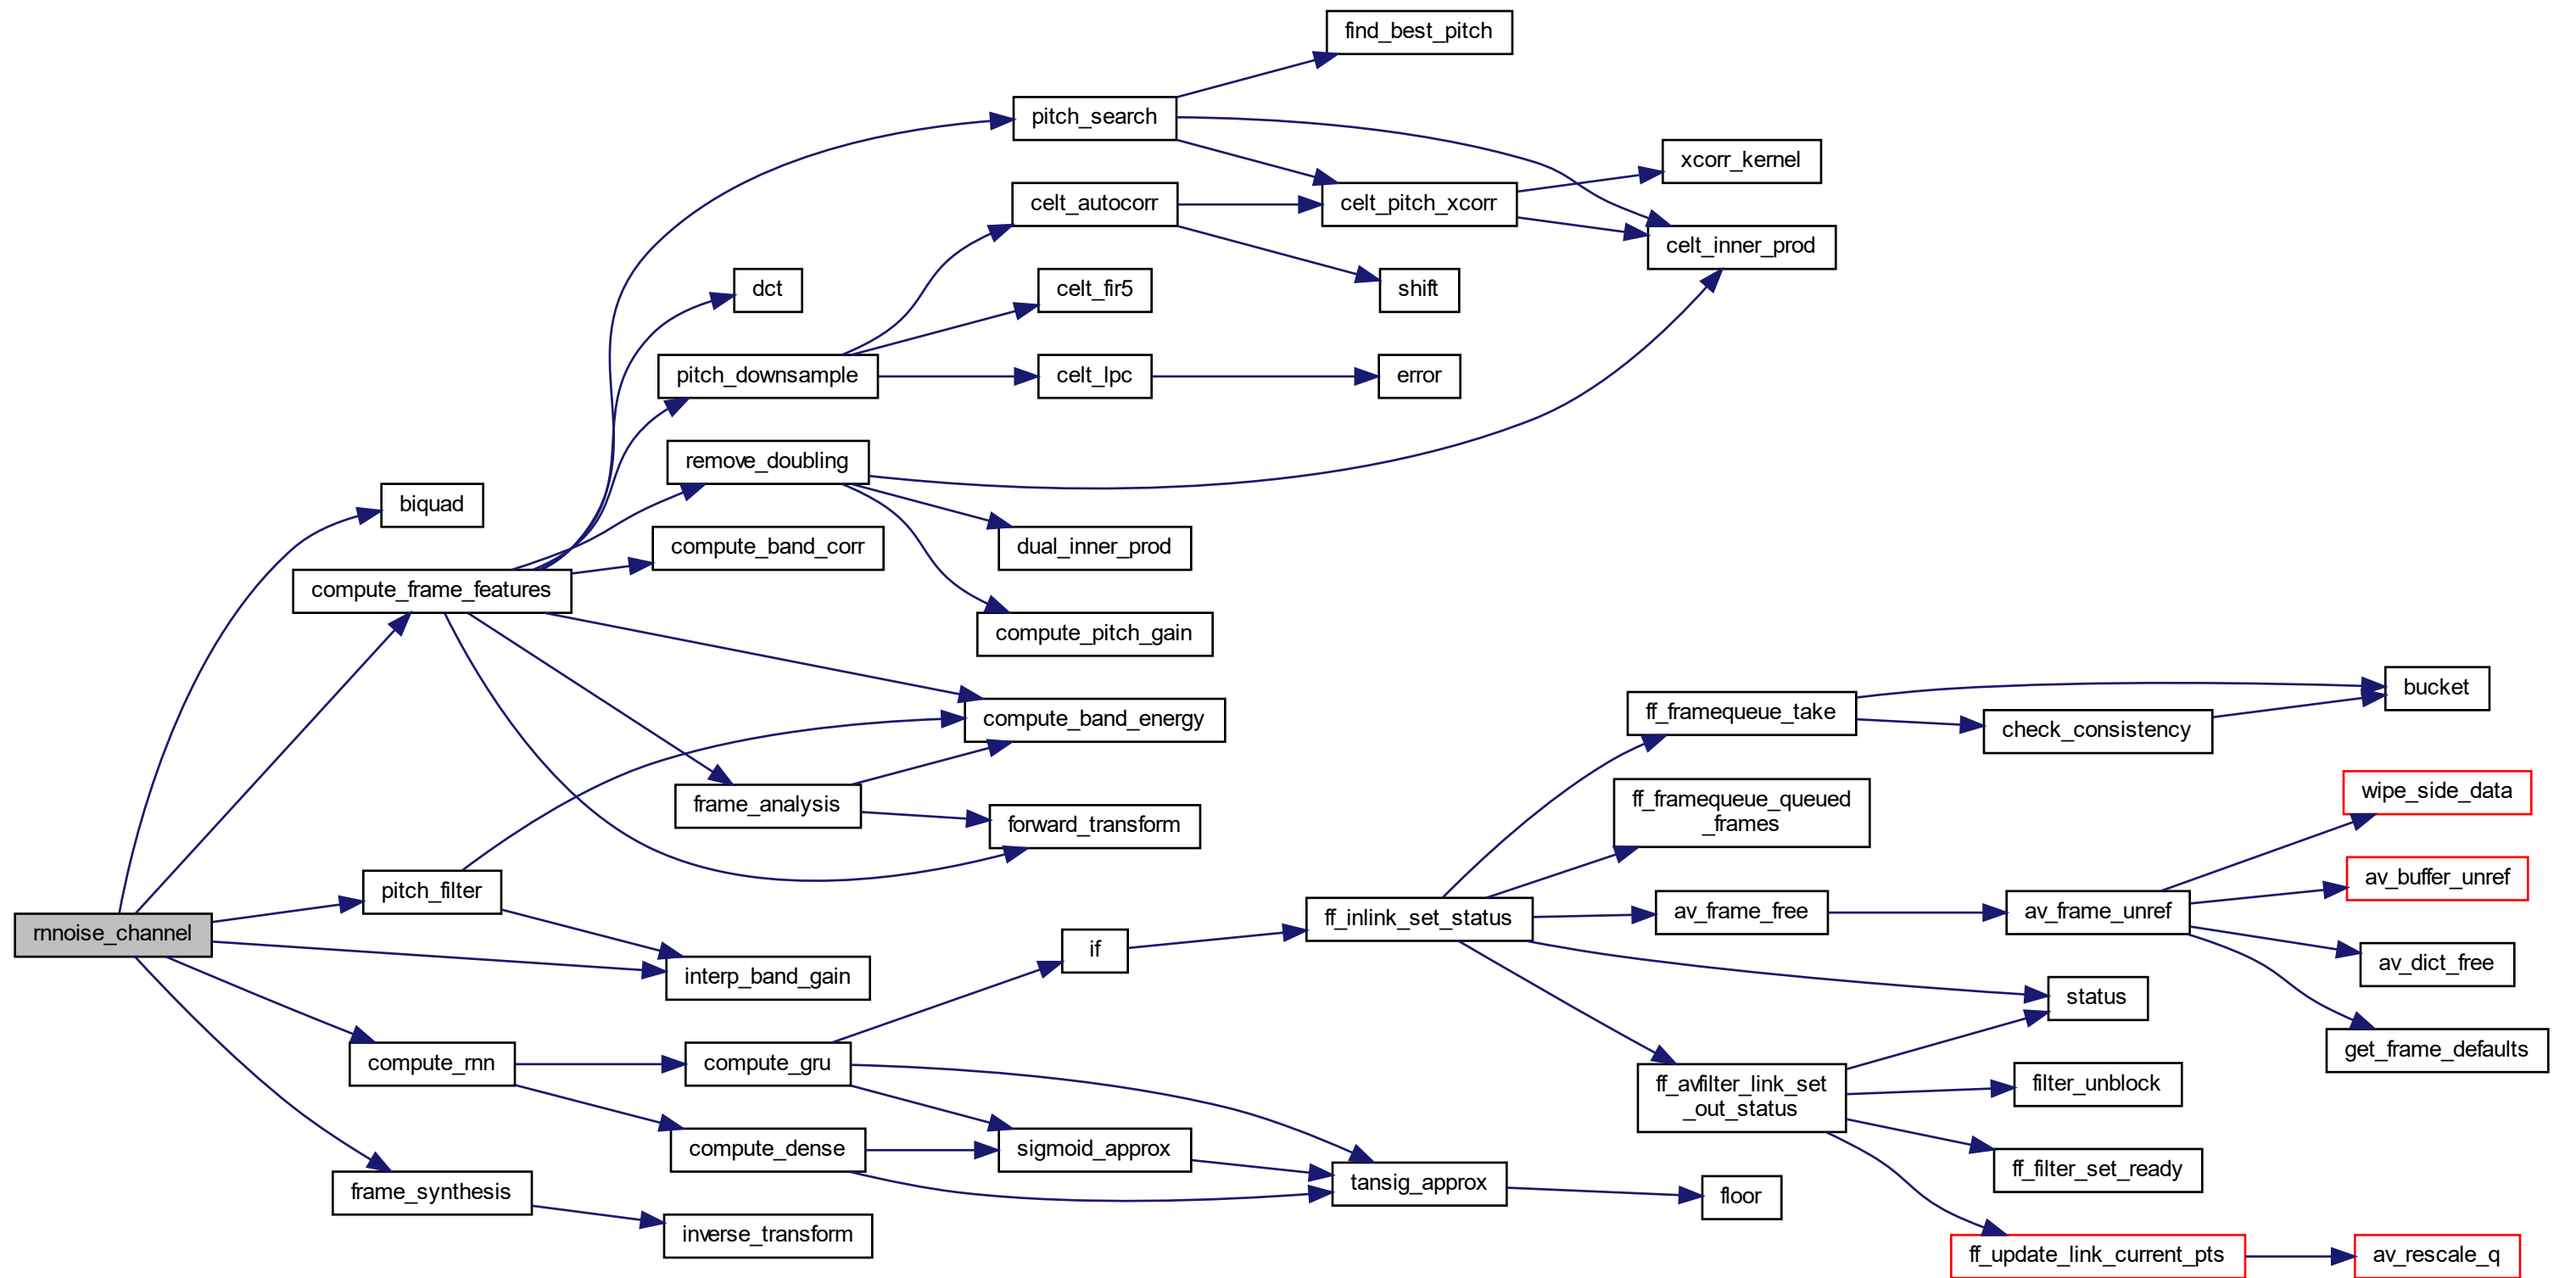 find_best_pitch
pitch_search
xcorr_kernel
celt_autocorr
celt_pitch_xcorr
celt_inner_prod
dct
celt_fir5
shift
pitch_downsample
celt_lpc
error
remove_doubling
biquad
compute_band_corr
dual_inner_prod
compute_frame_features
compute_pitch_gain
bucket
compute_band_energy
ff_framequeue_take
check_consistency
wipe_side_data
frame_analysis
forward_transform
ff_framequeue_queued
_frames
pitch_filter
av_buffer_unref
rnnoise_channel
if
ff_inlink_set_status
av_frame_free
av_frame_unref
av_dict_free
interp_band_gain
status
get_frame_defaults
compute_rnn
compute_gru
ff_avfilter_link_set
_out_status
filter_unblock
compute_dense
sigmoid_approx
ff_filter_set_ready
frame_synthesis
tansig_approx
floor
inverse_transform
ff_update_link_current_pts
av_rescale_q